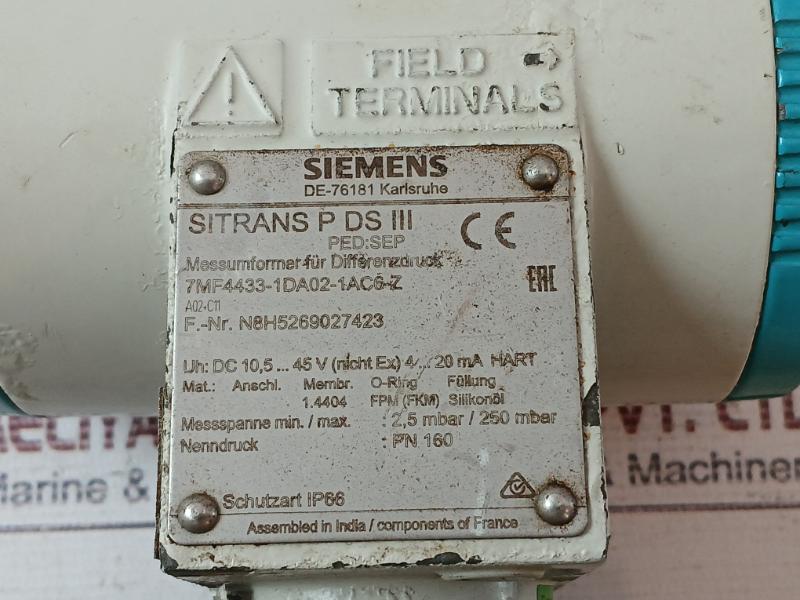 FIELD
TERMINALS
SIEMENS
DE-76181 Karlsruhe
SITRANS P DS III
PED:SEP
CE
Messumformer für Differenzdruck
7MF4433-1DA02-1AC6-Z
EAC
A02+C11
F.-Nr. N8H5269027423
Uh: DC 10,5 ... 45 V (nicht Ex) 4 ... 20 mA HART
Mat.: Anschl. Membr. O-Ring Füllung
1.4404 FPM (FKM) Silikonöl
Messspanne min. / max. : 2,5 mbar / 250 mbar
Nenndruck : PN 160
Schutzart IP66
Assembled in India / components of France
Marine &
& Machiner